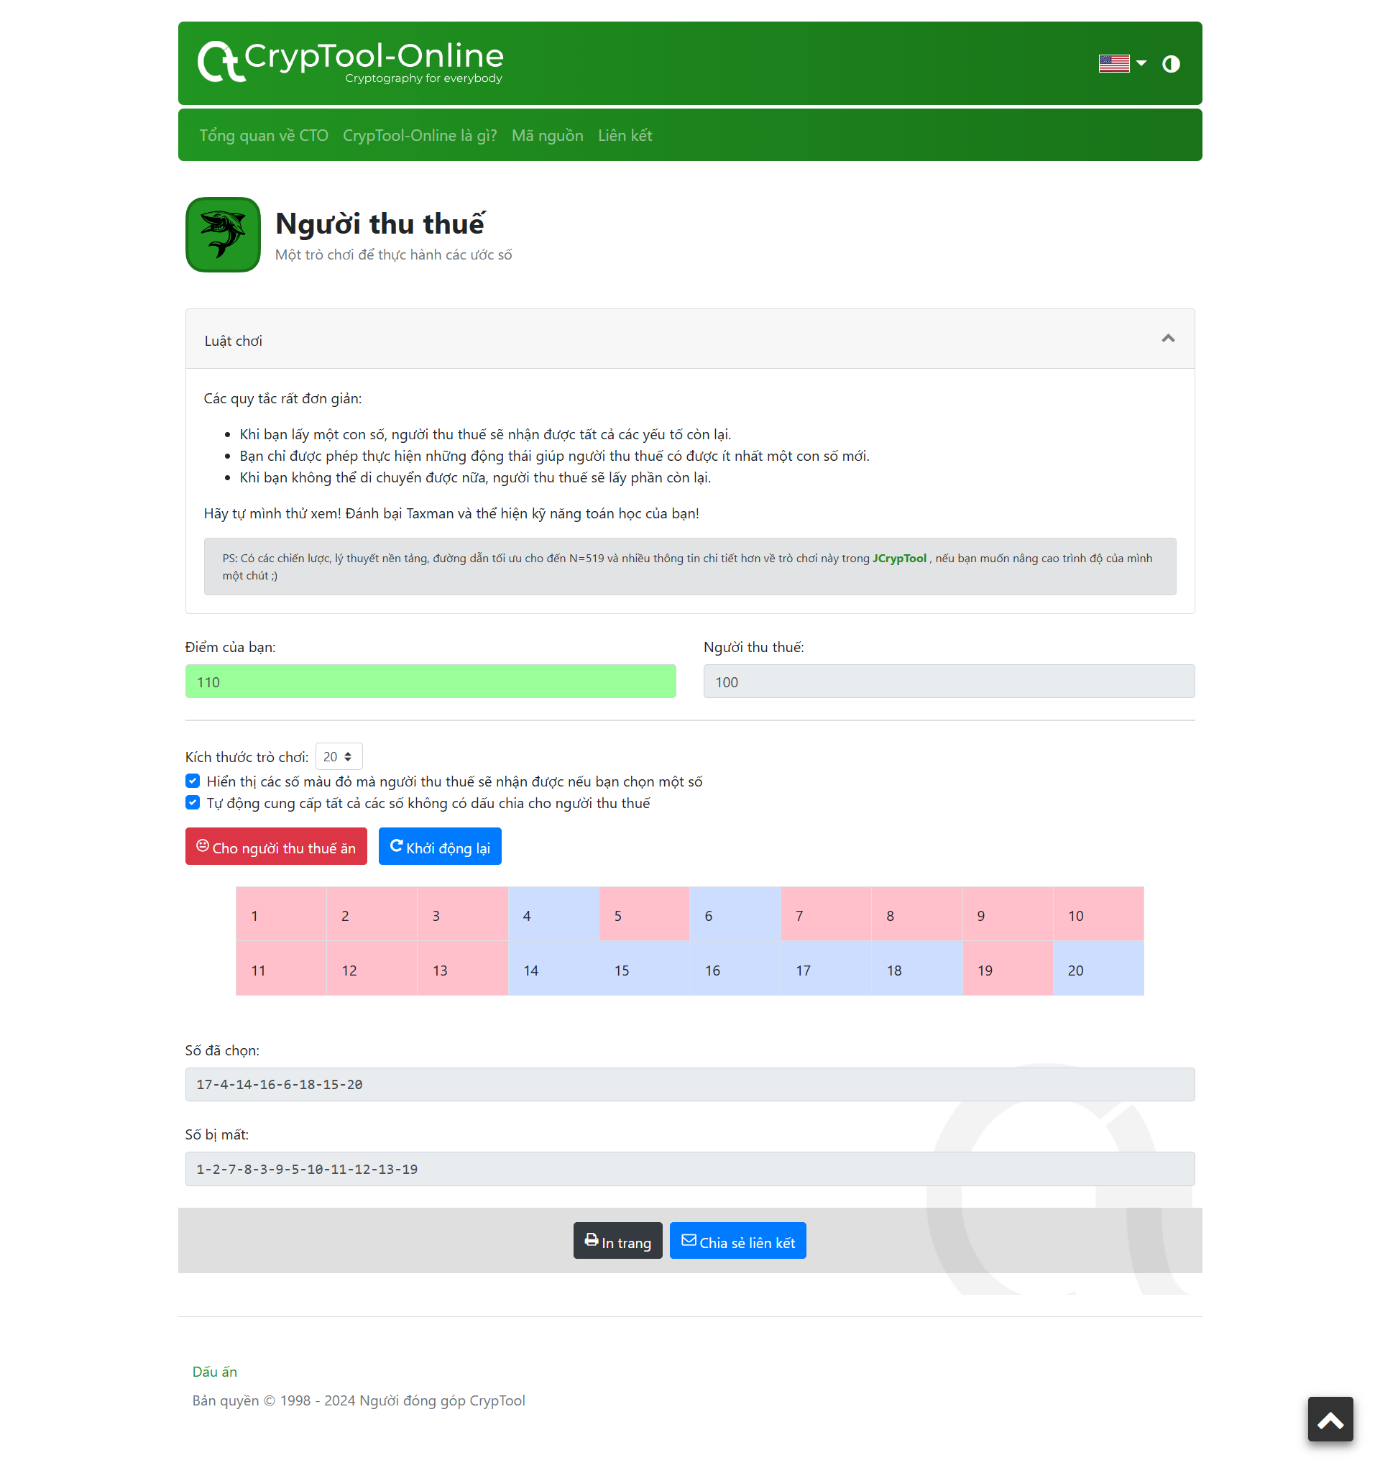 CrypTool-Online
Cryptography for everybody
Tổng quan về CTO CrypTool-Online là gì? Mã nguồn Liên kết
Người thu thuế
Một trò chơi để thực hành các ước số
Luật chơi
Các quy tắc rất đơn giản:
• Khi bạn lấy một con số, người thu thuế sẽ nhận được tất cả các yếu tố còn lại.
• Bạn chỉ được phép thực hiện những động thái giúp người thu thuế có được ít nhất một con số mới.
• Khi bạn không thể di chuyển được nữa, người thu thuế sẽ lấy phần còn lại.
Hãy tự mình thử xem! Đánh bại Taxman và thể hiện kỹ năng toán học của bạn!
PS: Có các chiến lược, lý thuyết nền tảng, đường dẫn tối ưu cho đến N=519 và nhiều thông tin chi tiết hơn về trò chơi này trong JCrypTool , nếu bạn muốn nâng cao trình độ của mình
một chút ;)
Điểm của bạn: Người thu thuế:
110 100
Kích thước trò chơi: 20
Hiển thị các số màu đỏ mà người thu thuế sẽ nhận được nếu bạn chọn một số
Tự động cung cấp tất cả các số không có dấu chia cho người thu thuế
Cho người thu thuế ăn Khởi động lại
1 2 3 4 5 6 7 8 9 10
11 12 13 14 15 16 17 18 19 20
Số đã chọn:
17-4-14-16-6-18-15-20
Số bị mất:
1-2-7-8-3-9-5-10-11-12-13-19
In trang Chia sẻ liên kết
Dấu ấn
Bản quyền © 1998 - 2024 Người đóng góp CrypTool